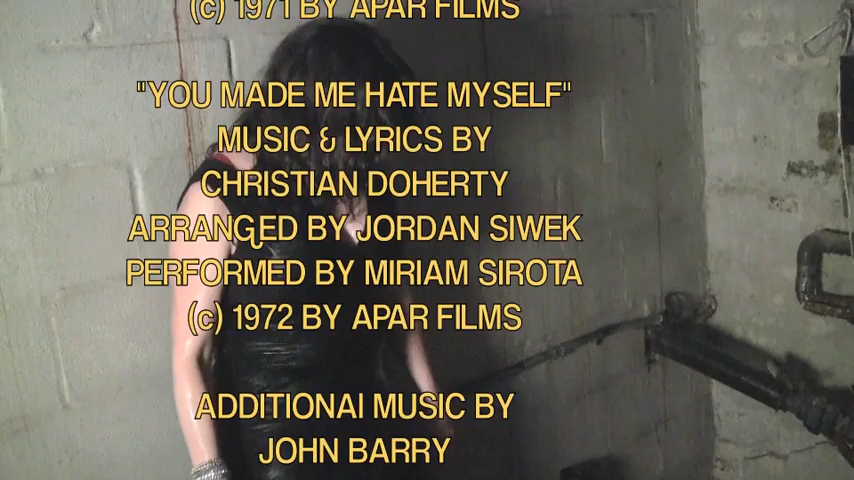 (c) 1971 BY APAR FILMS
"YOU MADE ME HATE MYSELF"
MUSIC & LYRICS BY
CHRISTIAN DOHERTY
ARRANGED BY JORDAN SIWEK
PERFORMED BY MIRIAM SIROTA
(c) 1972 BY APAR FILMS
ADDITIONAl MUSIC BY
JOHN BARRY